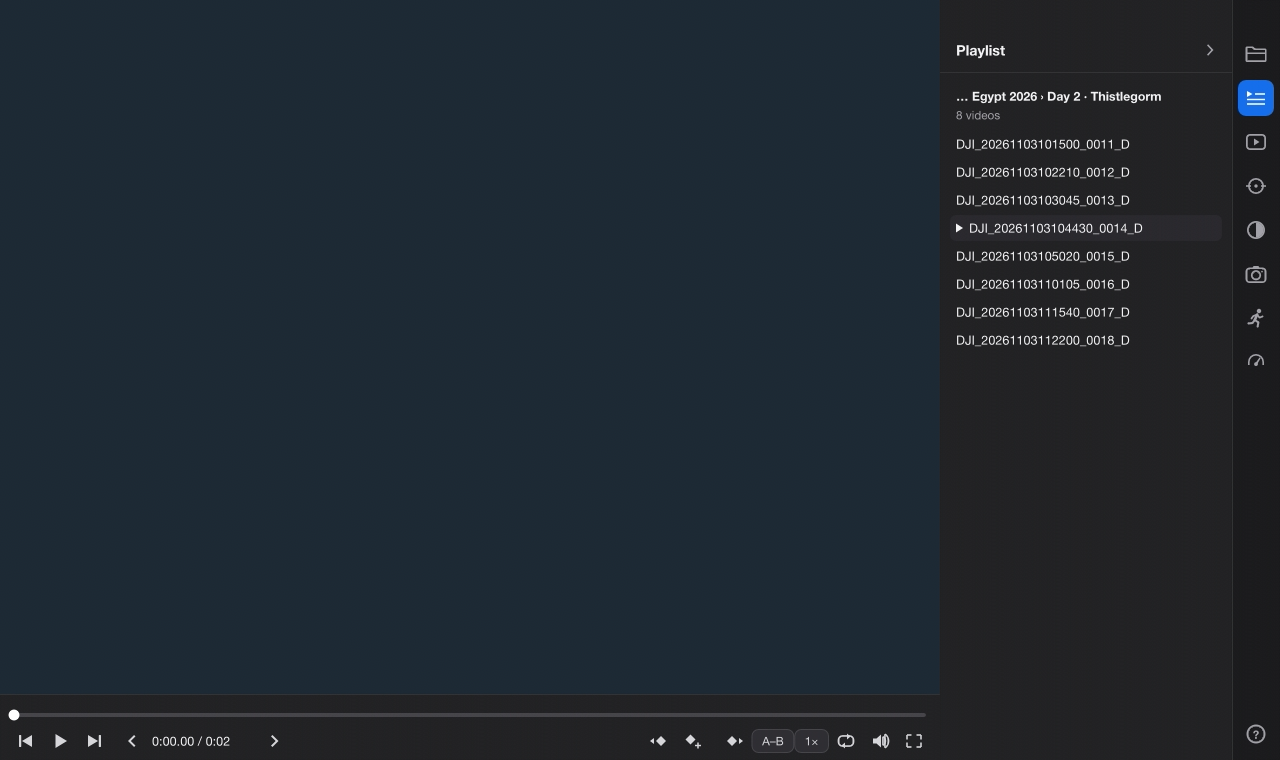 Playlist
... Egypt 2026 › Day 2 · Thistlegorm
8 videos
DJI_20261103101500_0011_D
DJI_20261103102210_0012_D
DJI_20261103103045_0013_D
DJI_20261103104430_0014_D
DJI_20261103105020_0015_D
DJI_20261103110105_0016_D
DJI_20261103111540_0017_D
DJI_20261103112200_0018_D
0:00.00 / 0:02 A–B 1×
?